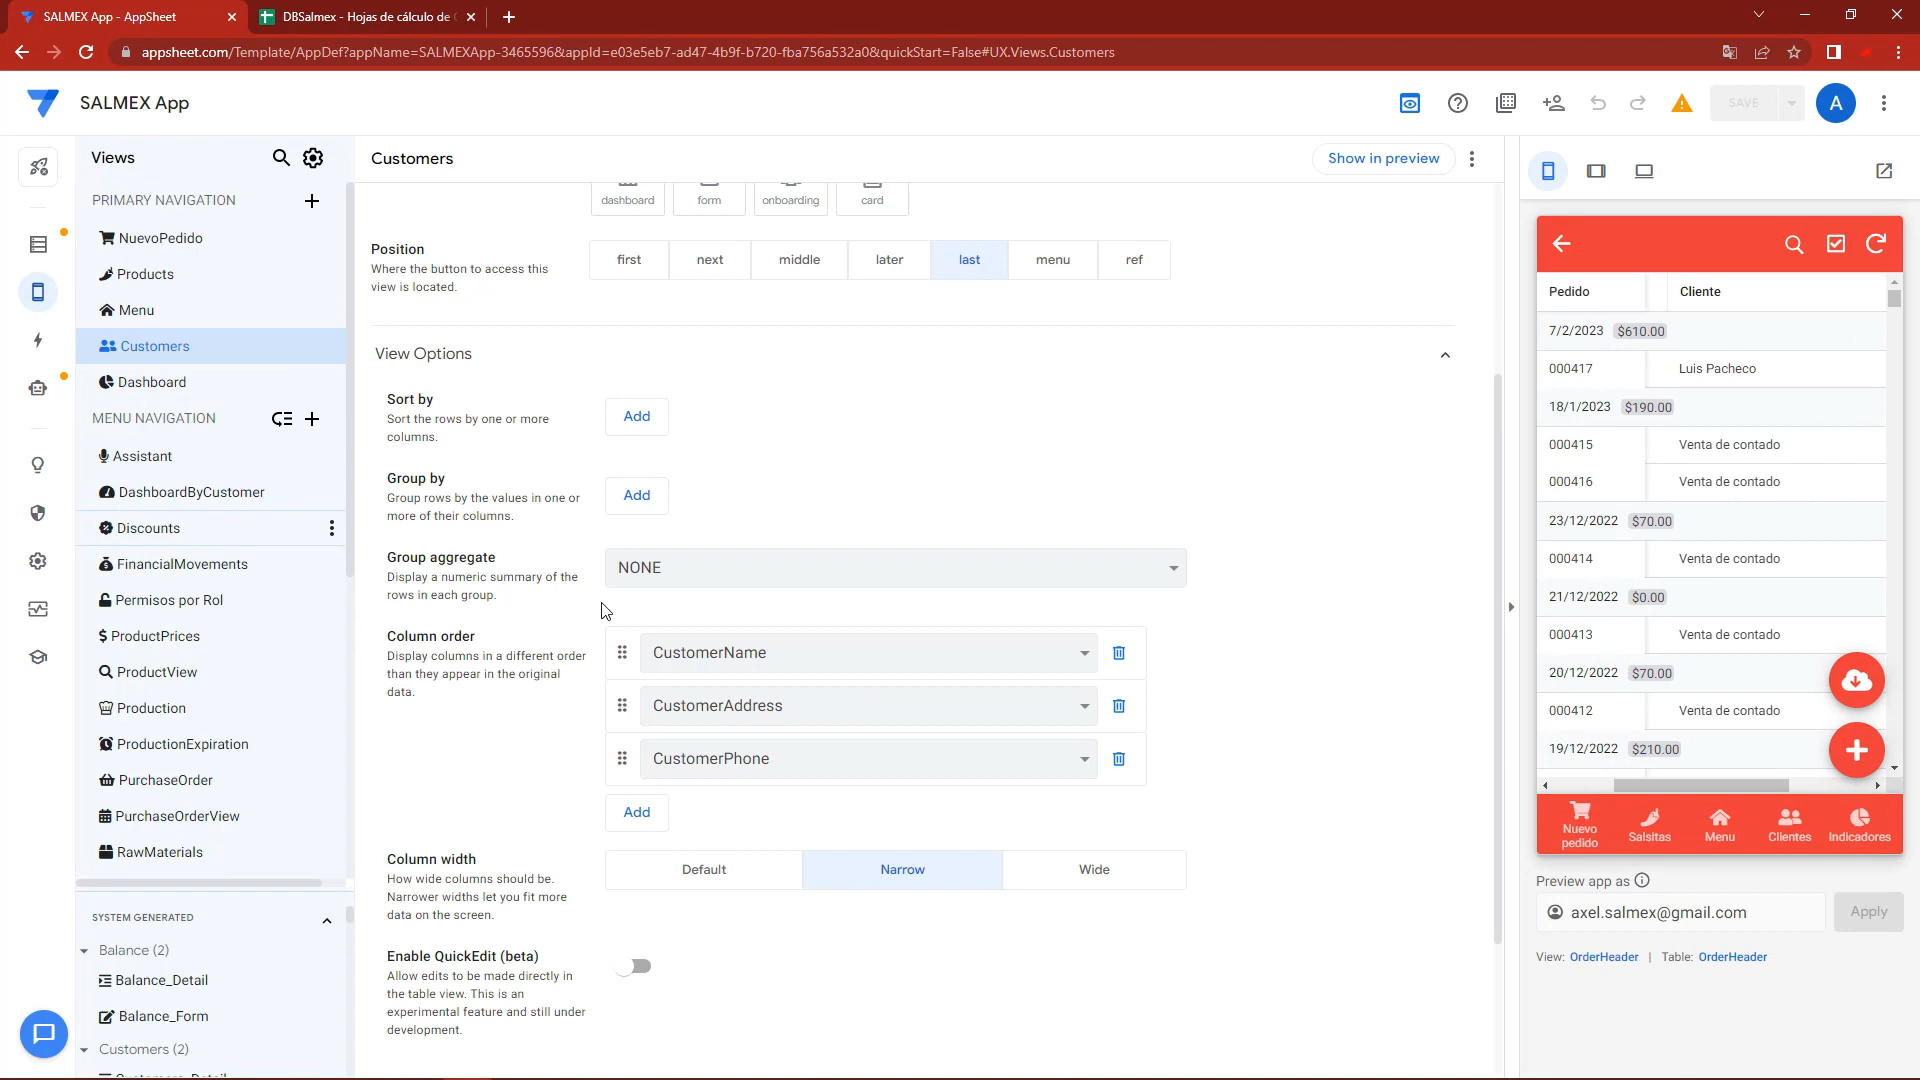 SALMEX App - AppSheet
DBSalmex - Hojas de cálculo de
appsheet.com/Template/AppDef?appName=SALMEXApp-3465596&appId=e03e5eb7-ad47-4b9f-b720-fba756a532a0&quickStart=False#UX.Views.Customers
SALMEX App
SAVE
A
Views
PRIMARY NAVIGATION
NuevoPedido
Products
Menu
Customers
Dashboard
MENU NAVIGATION
Assistant
DashboardByCustomer
Discounts
FinancialMovements
Permisos por Rol
ProductPrices
ProductView
Production
ProductionExpiration
PurchaseOrder
PurchaseOrderView
RawMaterials
SYSTEM GENERATED
Balance (2)
Balance_Detail
Balance_Form
Customers (2)
Customers
Show in preview
dashboard
form
onboarding
card
Position
Where the button to access this
view is located.
first
next
middle
later
last
menu
ref
View Options
Sort by
Sort the rows by one or more
columns.
Add
Group by
Group rows by the values in one or
more of their columns.
Add
Group aggregate
Display a numeric summary of the
rows in each group.
NONE
Column order
Display columns in a different order
than they appear in the original
data.
CustomerName
CustomerAddress
CustomerPhone
Add
Column width
How wide columns should be.
Narrower widths let you fit more
data on the screen.
Default
Narrow
Wide
Enable QuickEdit (beta)
Allow edits to be made directly in
the table view. This is an
experimental feature and still under
development.
Pedido
Cliente
7/2/2023 $610.00
000417 Luis Pacheco
18/1/2023 $190.00
000415 Venta de contado
000416 Venta de contado
23/12/2022 $70.00
000414 Venta de contado
21/12/2022 $0.00
000413 Venta de contado
20/12/2022 $70.00
000412 Venta de contado
19/12/2022 $210.00
Nuevo
pedido
Salsitas
Menu
Clientes
Indicadores
Preview app as
axel.salmex@gmail.com
Apply
View: OrderHeader | Table: OrderHeader